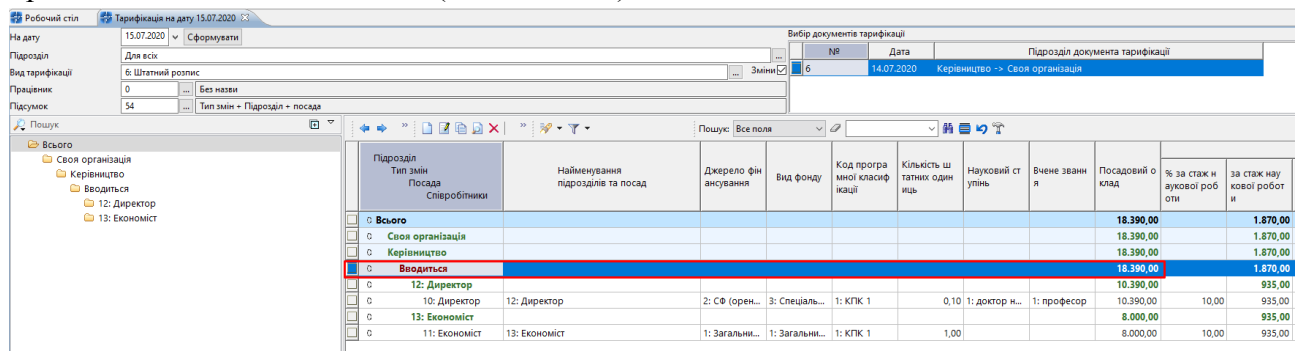 Робочий стіл Тарифікація на дату 15.07.2020
На дату 15.07.2020 Сформувати Вибір документів тарифікації
Підрозділ Для всіх ... № Дата Підрозділ документа тарифікації
Вид тарифікації 6: Штатний розпис ... Зміни 6 14.07.2020 Керівництво -> Своя організація
Працівник 0 ... Без назви
Підсумок 54 ... Тип змін + Підрозділ + посада
Пошук Пошук: Все поля
Всього
Своя організація
Керівництво
Вводиться
12: Директор
13: Економіст
Підрозділ
Тип змін
Посада
Співробітники
Найменування
підрозділів та посад
Джерело фін
ансування
Вид фонду
Код програ
мної класиф
ікації
Кількість ш
татних один
иць
Науковий ст
упінь
Вчене званн
я
Посадовий о
клад
% за стаж н
аукової роб
оти
за стаж нау
кової робот
и
Всього 18.390,00 1.870,00
Своя організація 18.390,00 1.870,00
Керівництво 18.390,00 1.870,00
Вводиться 18.390,00 1.870,00
12: Директор 10.390,00 935,00
10: Директор 12: Директор 2: СФ (орен... 3: Спеціаль... 1: КПК 1 0,10 1: доктор н... 1: професор 10.390,00 10,00 935,00
13: Економіст 8.000,00 935,00
11: Економіст 13: Економіст 1: Загальни... 1: Загальни... 1: КПК 1 1,00 8.000,00 10,00 935,00